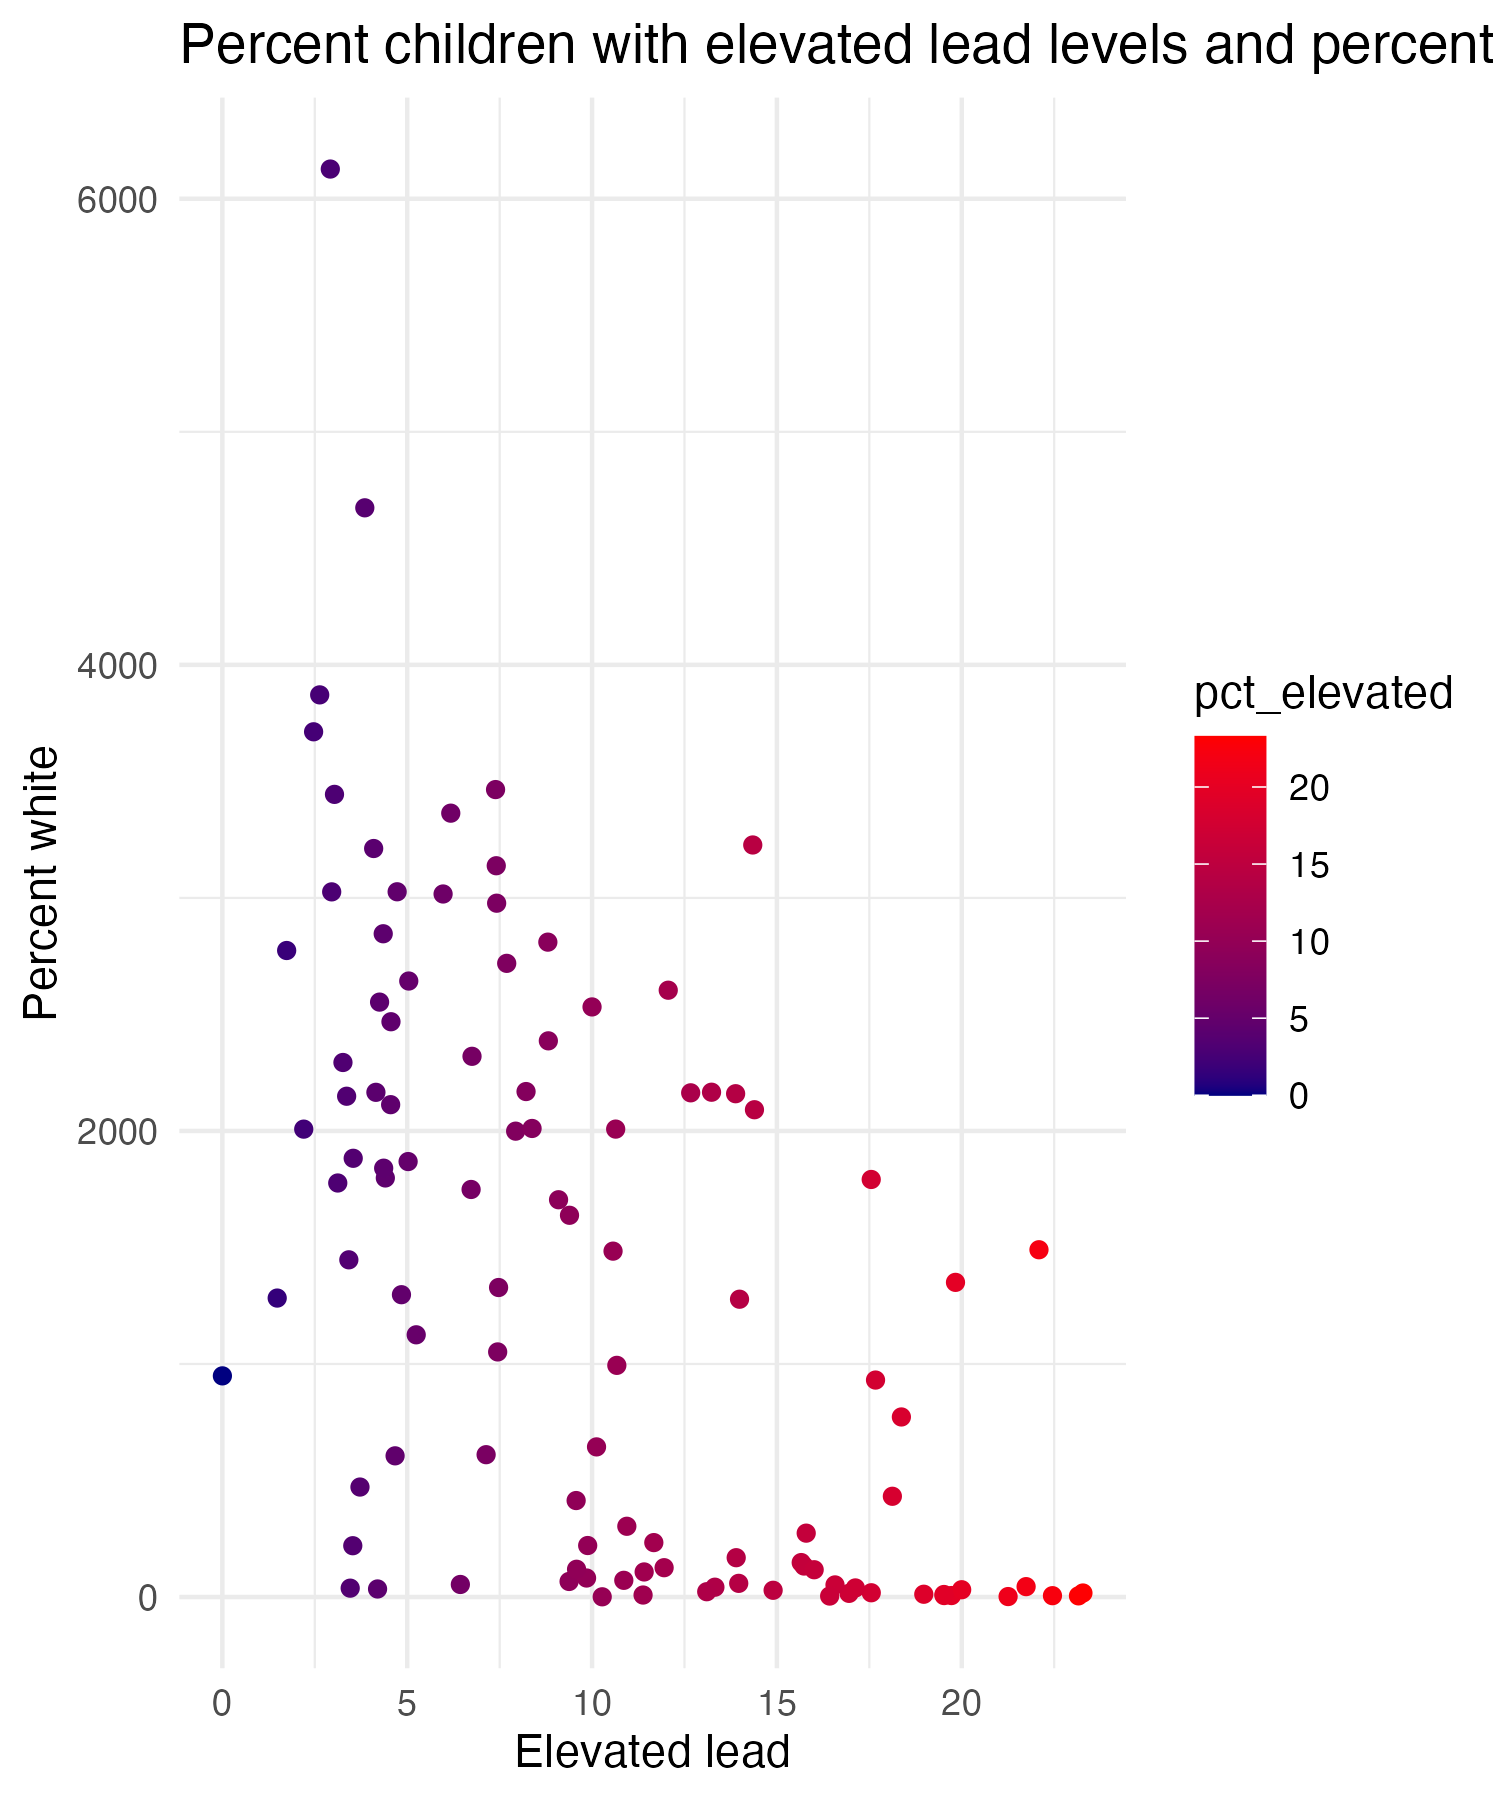 Percent children with elevated lead levels and percent
6000
4000
2000
0
Percent white
0 5 10 15 20
Elevated lead
pct_elevated
20
15
10
5
0